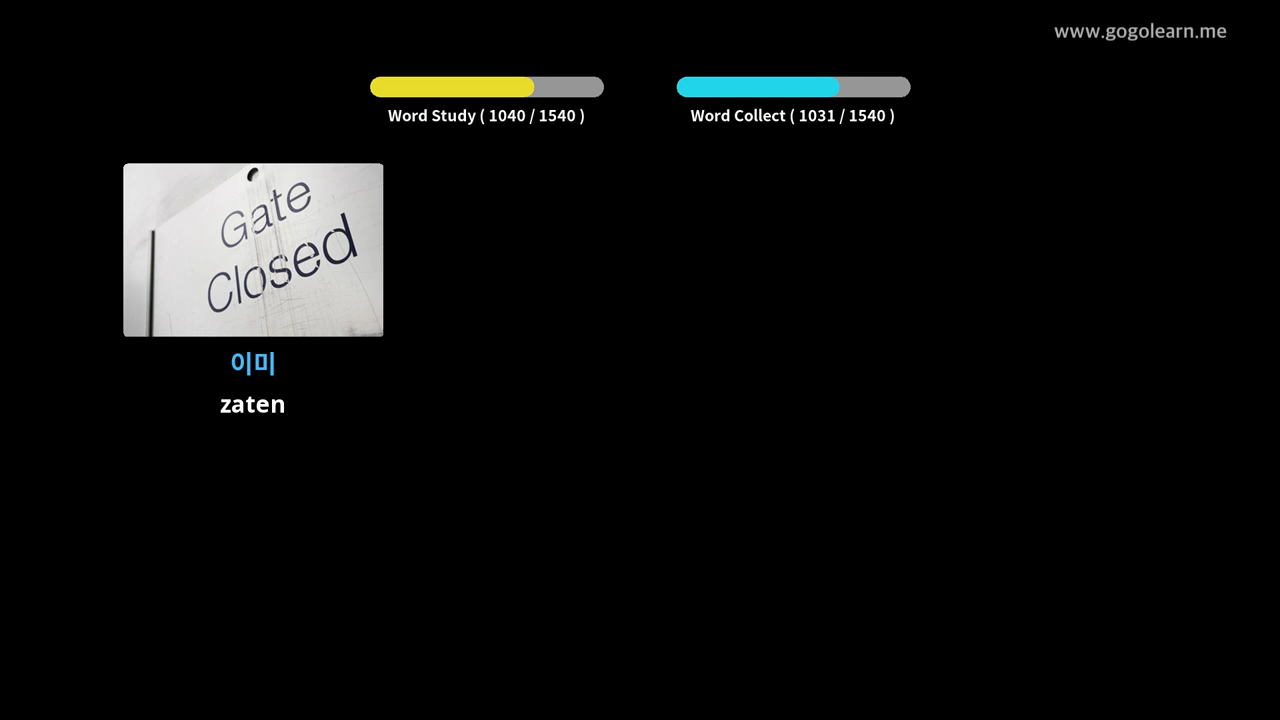 www.gogolearn.me
Word Study ( 1040 / 1540 )
Word Collect ( 1031 / 1540 )
Gate
Closed
이미
zaten